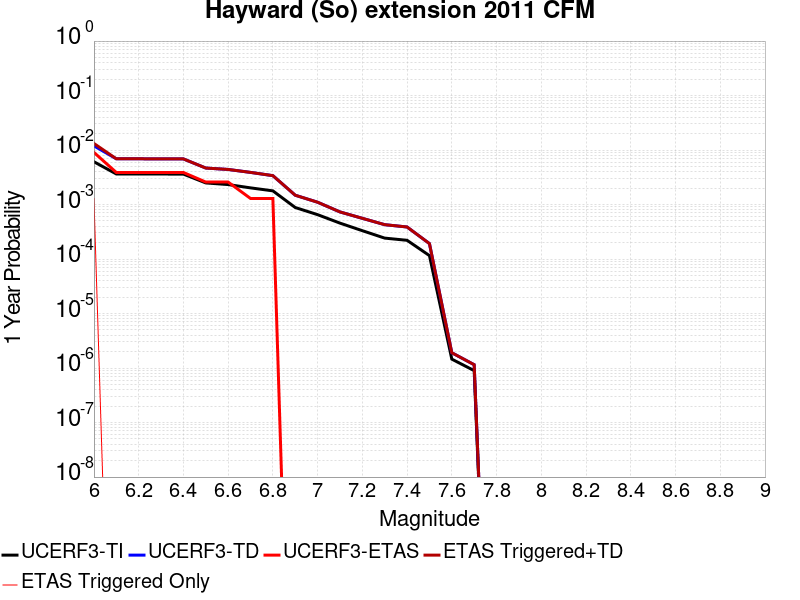 Hayward (So) extension 2011 CFM
10^0
10^-1
10^-2
10^-3
10^-4
10^-5
10^-6
10^-7
10^-8
1 Year Probability
6 6.2 6.4 6.6 6.8 7 7.2 7.4 7.6 7.8 8 8.2 8.4 8.6 8.8 9
Magnitude
UCERF3-TI UCERF3-TD UCERF3-ETAS ETAS Triggered+TD
ETAS Triggered Only